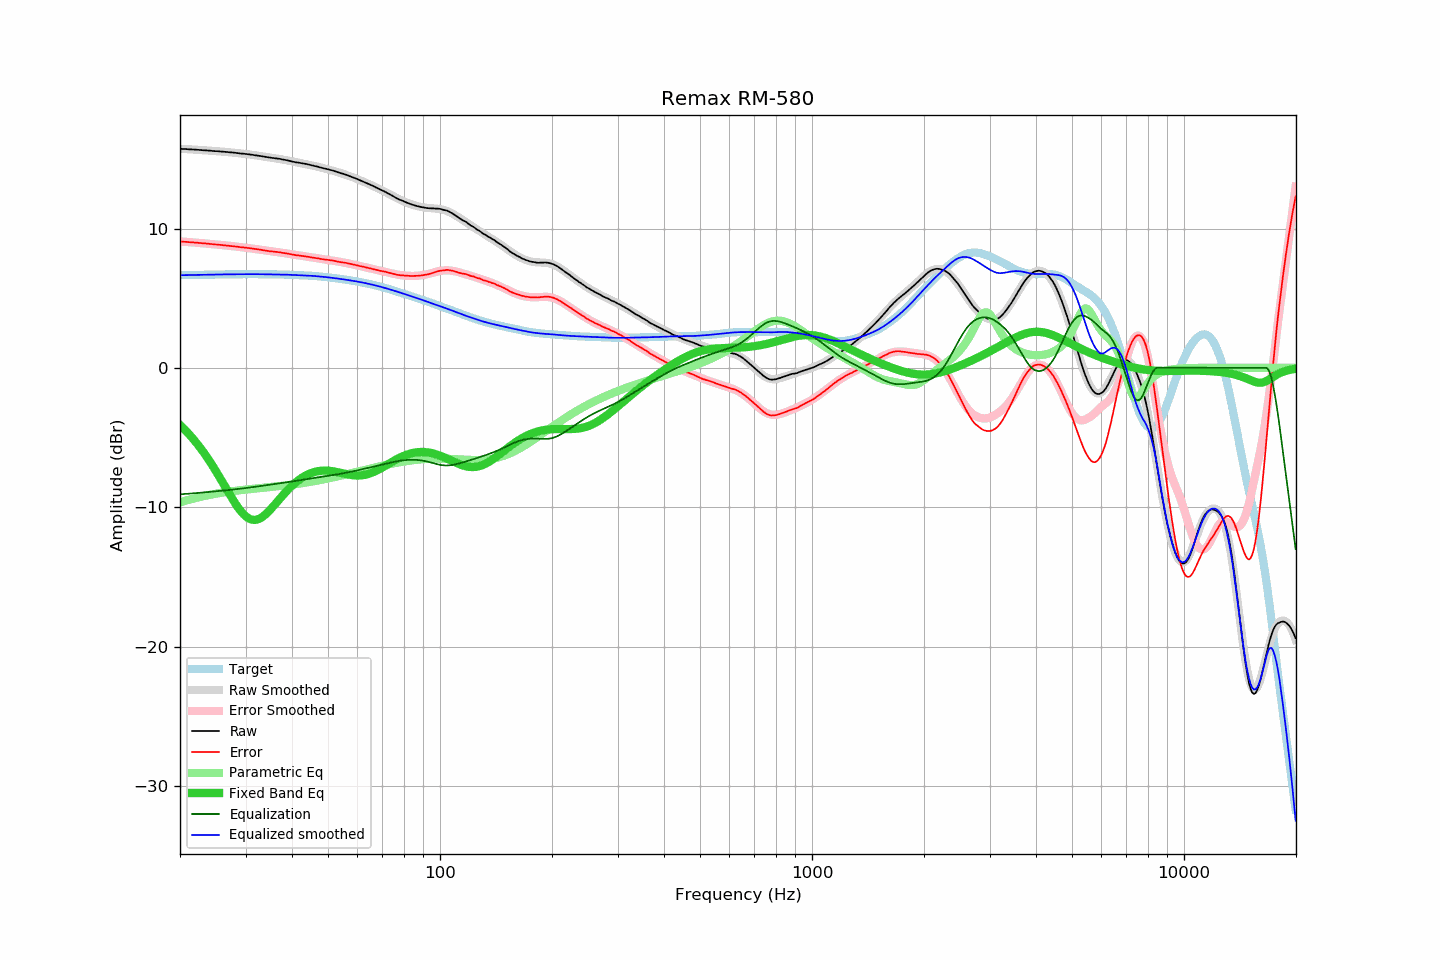 Remax RM-580
Amplitude (dBr)
10
0
−10
−20
−30
Target
Raw Smoothed
Error Smoothed
Raw
Error
Parametric Eq
Fixed Band Eq
Equalization
Equalized smoothed
100
1000
10000
Frequency (Hz)